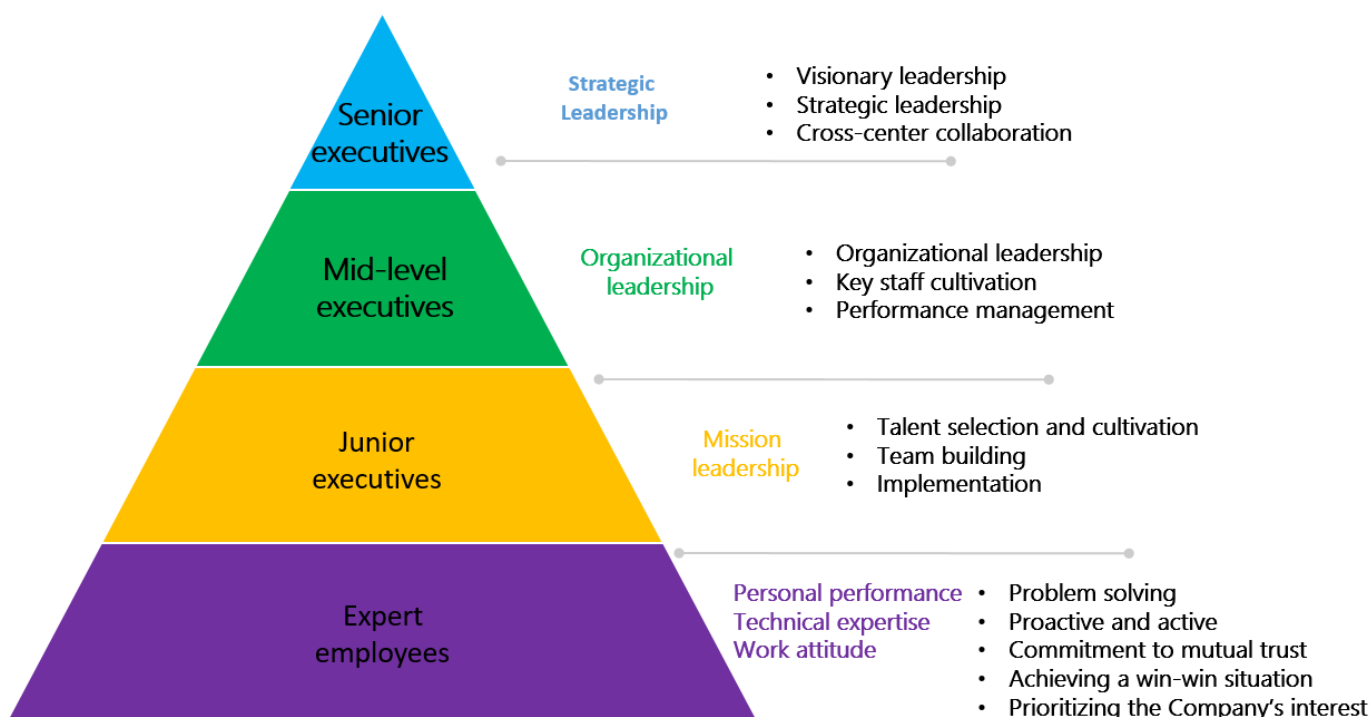 Senior
executives
Strategic
Leadership
• Visionary leadership
• Strategic leadership
• Cross-center collaboration
Mid-level
executives
Organizational
leadership
• Organizational leadership
• Key staff cultivation
• Performance management
Junior
executives
Mission
leadership
• Talent selection and cultivation
• Team building
• Implementation
Expert
employees
Personal performance
Technical expertise
Work attitude
• Problem solving
• Proactive and active
• Commitment to mutual trust
• Achieving a win-win situation
• Prioritizing the Company's interest